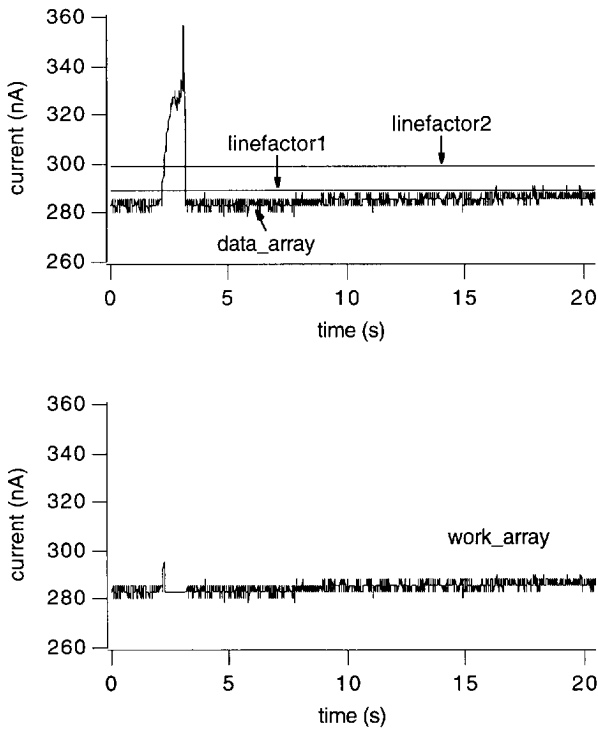 360
340
320
300
280
260
current (nA)
linefactor1
linefactor2
data_array
0
5
10
15
20
time (s)
360
340
320
300
280
260
current (nA)
work_array
0
5
10
15
20
time (s)